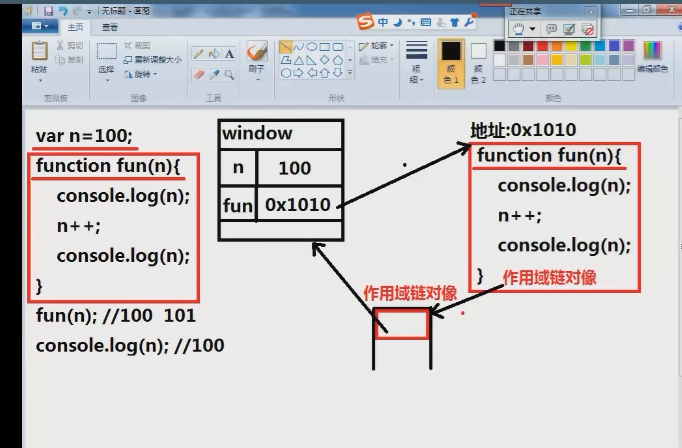 无标题 - 画图
正在共享
主页
查看
粘贴
剪切
复制
剪贴板
选择
裁剪
重新调整大小
旋转
图像
工具
刷子
形状
轮廓
填充
粗细
颜色 1
颜色 2
颜色
编辑颜色
中
var n=100;
function fun(n){
console.log(n);
n++;
console.log(n);
}
fun(n); //100 101
console.log(n); //100
window
n 100
fun 0x1010
地址:0x1010
function fun(n){
console.log(n);
n++;
console.log(n);
}
作用域链对像
作用域链对像